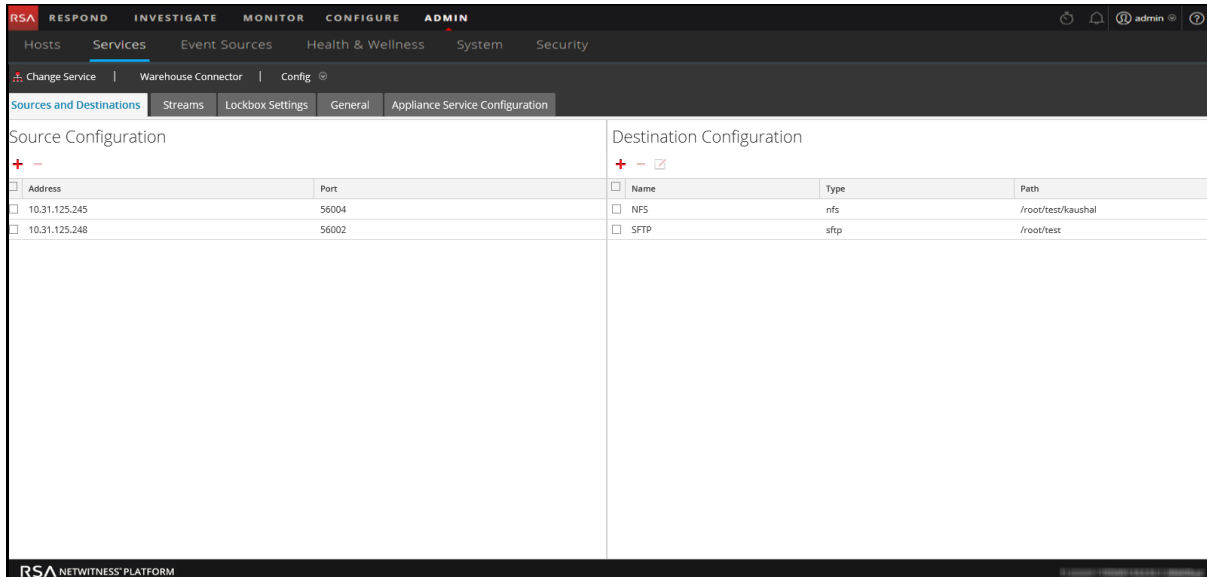 RSA RESPOND INVESTIGATE MONITOR CONFIGURE ADMIN admin ?
Hosts Services Event Sources Health & Wellness System Security
Change Service | Warehouse Connector | Config
Sources and Destinations Streams Lockbox Settings General Appliance Service Configuration
Source Configuration
Destination Configuration
Address Port
10.31.125.245 56004
10.31.125.248 56002
Name Type Path
NFS nfs /root/test/kaushal
SFTP sftp /root/test
RSA NETWITNESS® PLATFORM